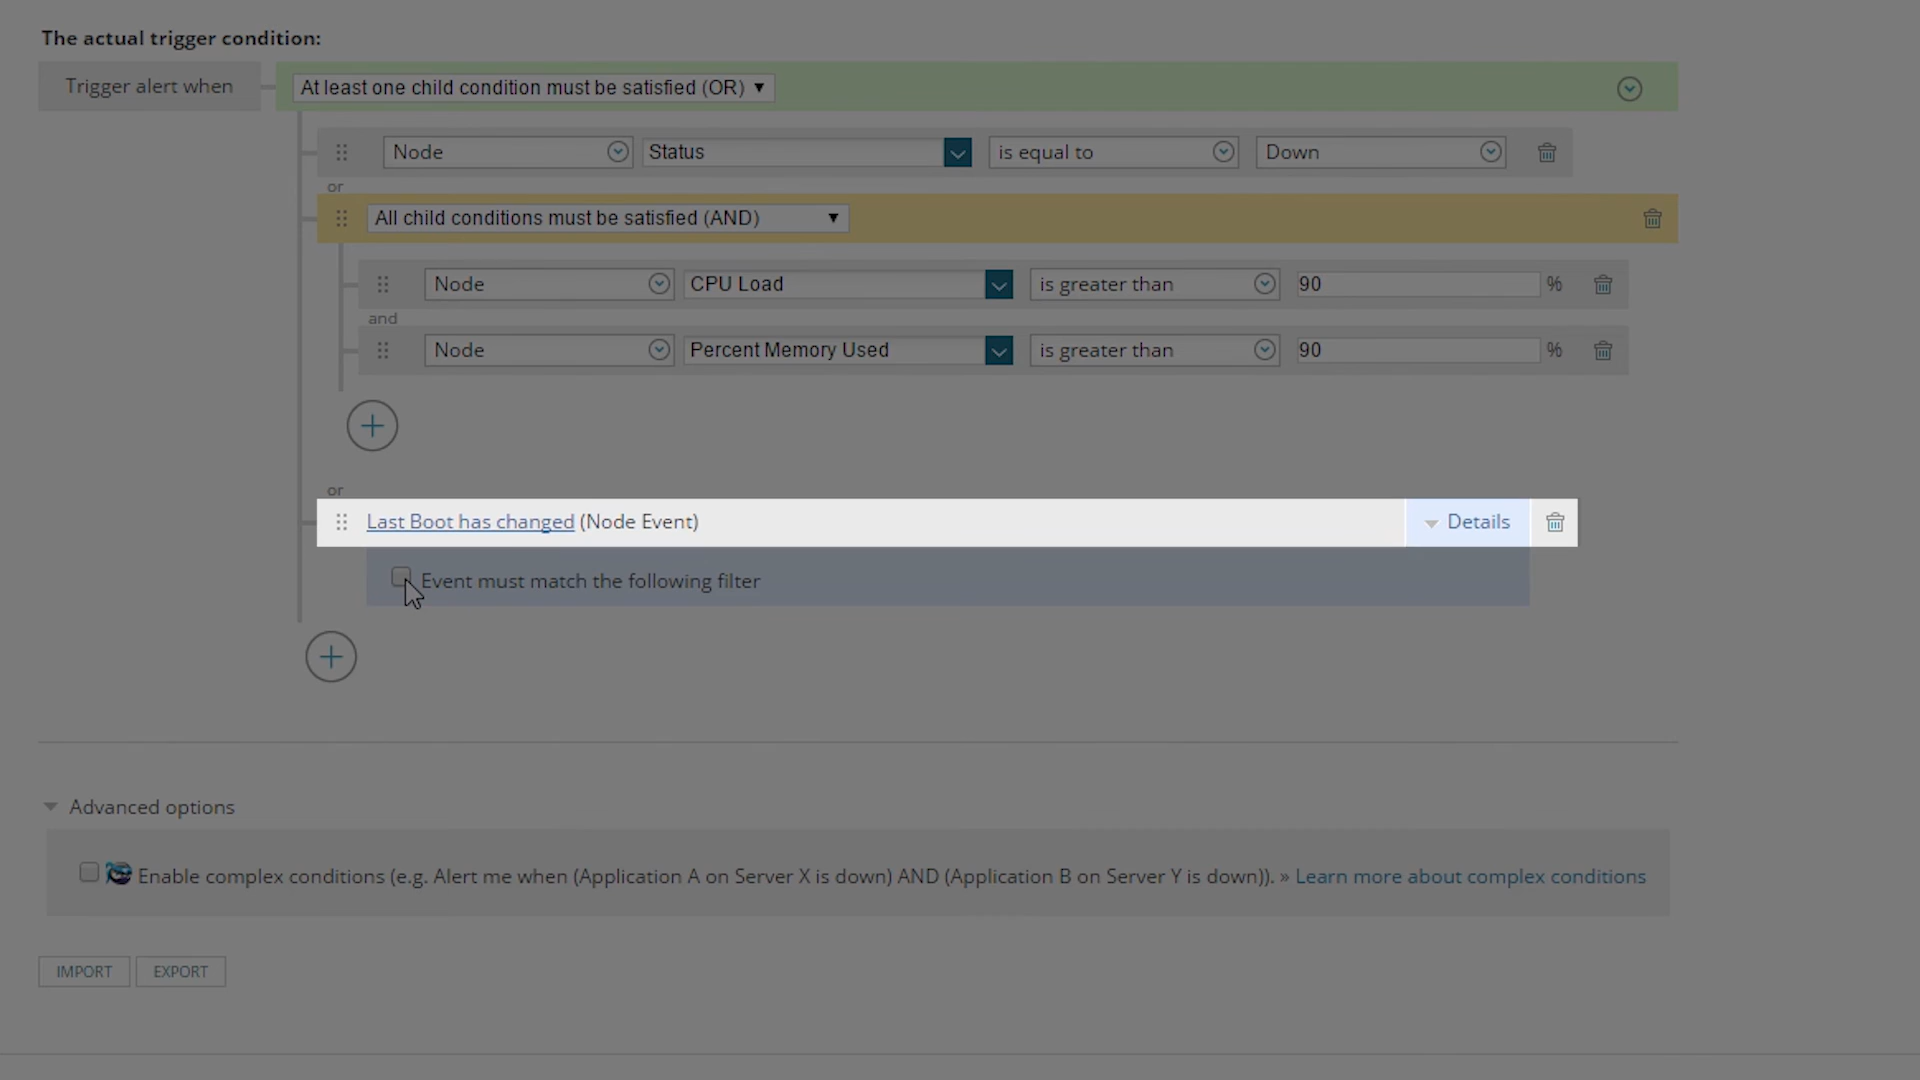 The actual trigger condition:
Trigger alert when At least one child condition must be satisfied (OR)
Node Status is equal to Down
or
All child conditions must be satisfied (AND)
Node CPU Load is greater than 90 %
and
Node Percent Memory Used is greater than 90 %
or
Last Boot has changed (Node Event) Details
Event must match the following filter
Advanced options
Enable complex conditions (e.g. Alert me when (Application A on Server X is down) AND (Application B on Server Y is down)). » Learn more about complex conditions
IMPORT EXPORT